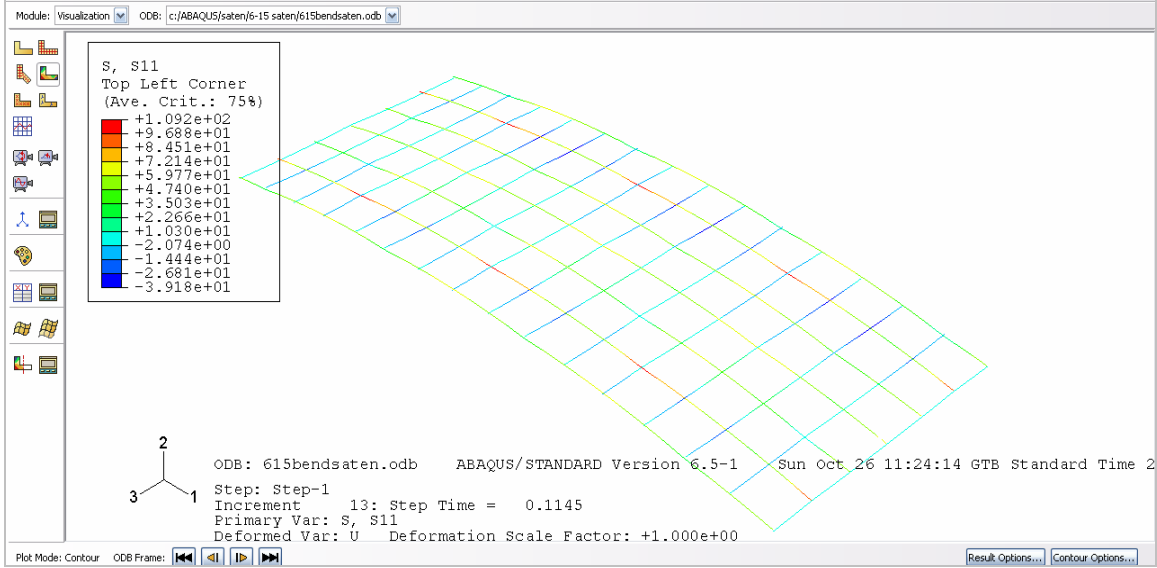 Module: Visualization ODB: c:/ABAQUS/saten/6-15 saten/615bendsaten.odb
S, S11
Top Left Corner
(Ave. Crit.: 75%)
+1.092e+02
+9.688e+01
+8.451e+01
+7.214e+01
+5.977e+01
+4.740e+01
+3.503e+01
+2.266e+01
+1.030e+01
-2.074e+00
-1.444e+01
-2.681e+01
-3.918e+01
2
3 1
ODB: 615bendsaten.odb ABAQUS/STANDARD Version 6.5-1 Sun Oct 26 11:24:14 GTB Standard Time 2
Step: Step-1
Increment 13: Step Time = 0.1145
Primary Var: S, S11
Deformed Var: U Deformation Scale Factor: +1.000e+00
Plot Mode: Contour ODB Frame: Result Options... Contour Options...